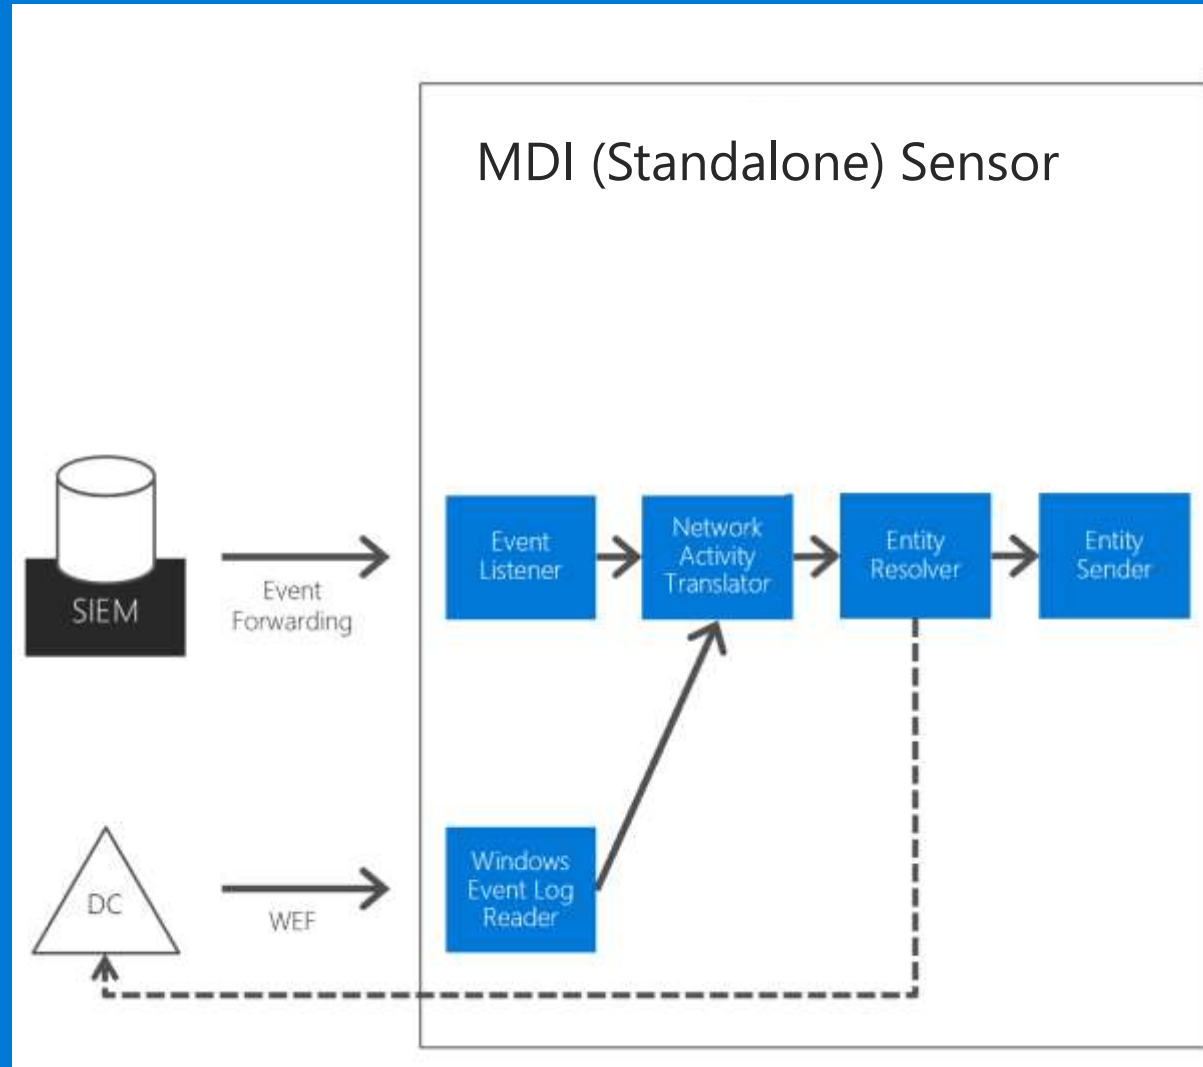 MDI (Standalone) Sensor
SIEM
Event
Forwarding
Event
Listener
Network
Activity
Translator
Entity
Resolver
Entity
Sender
DC
WEF
Windows
Event Log
Reader